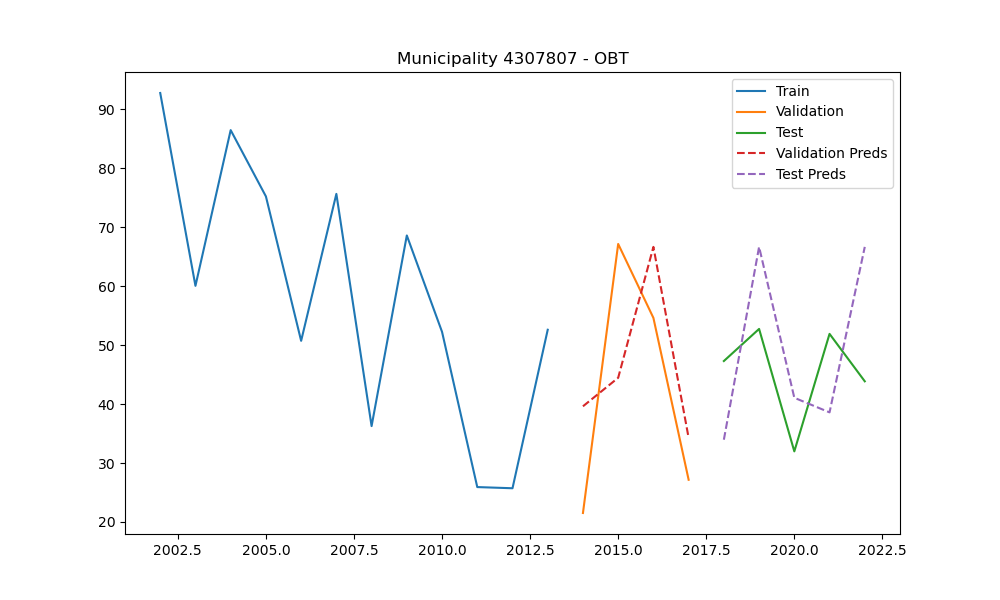 Municipality 4307807 - OBT
Train
Validation
Test
Validation Preds
Test Preds
90
80
70
60
50
40
30
20
2002.5 2005.0 2007.5 2010.0 2012.5 2015.0 2017.5 2020.0 2022.5